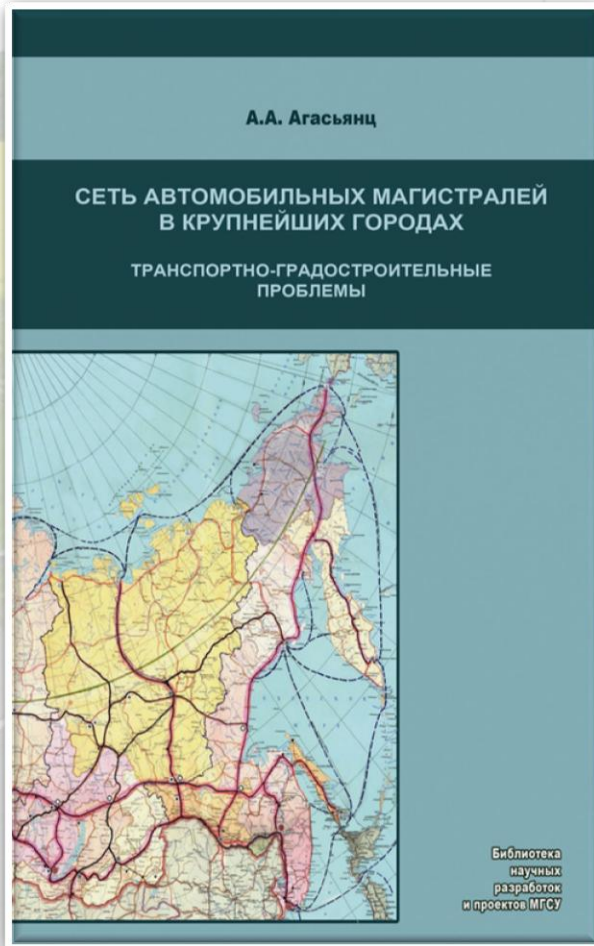 А.А. Агасьянц
СЕТЬ АВТОМОБИЛЬНЫХ МАГИСТРАЛЕЙ
В КРУПНЕЙШИХ ГОРОДАХ
ТРАНСПОРТНО-ГРАДОСТРОИТЕЛЬНЫЕ
ПРОБЛЕМЫ
Библиотека
научных
разработок
и проектов МГСУ